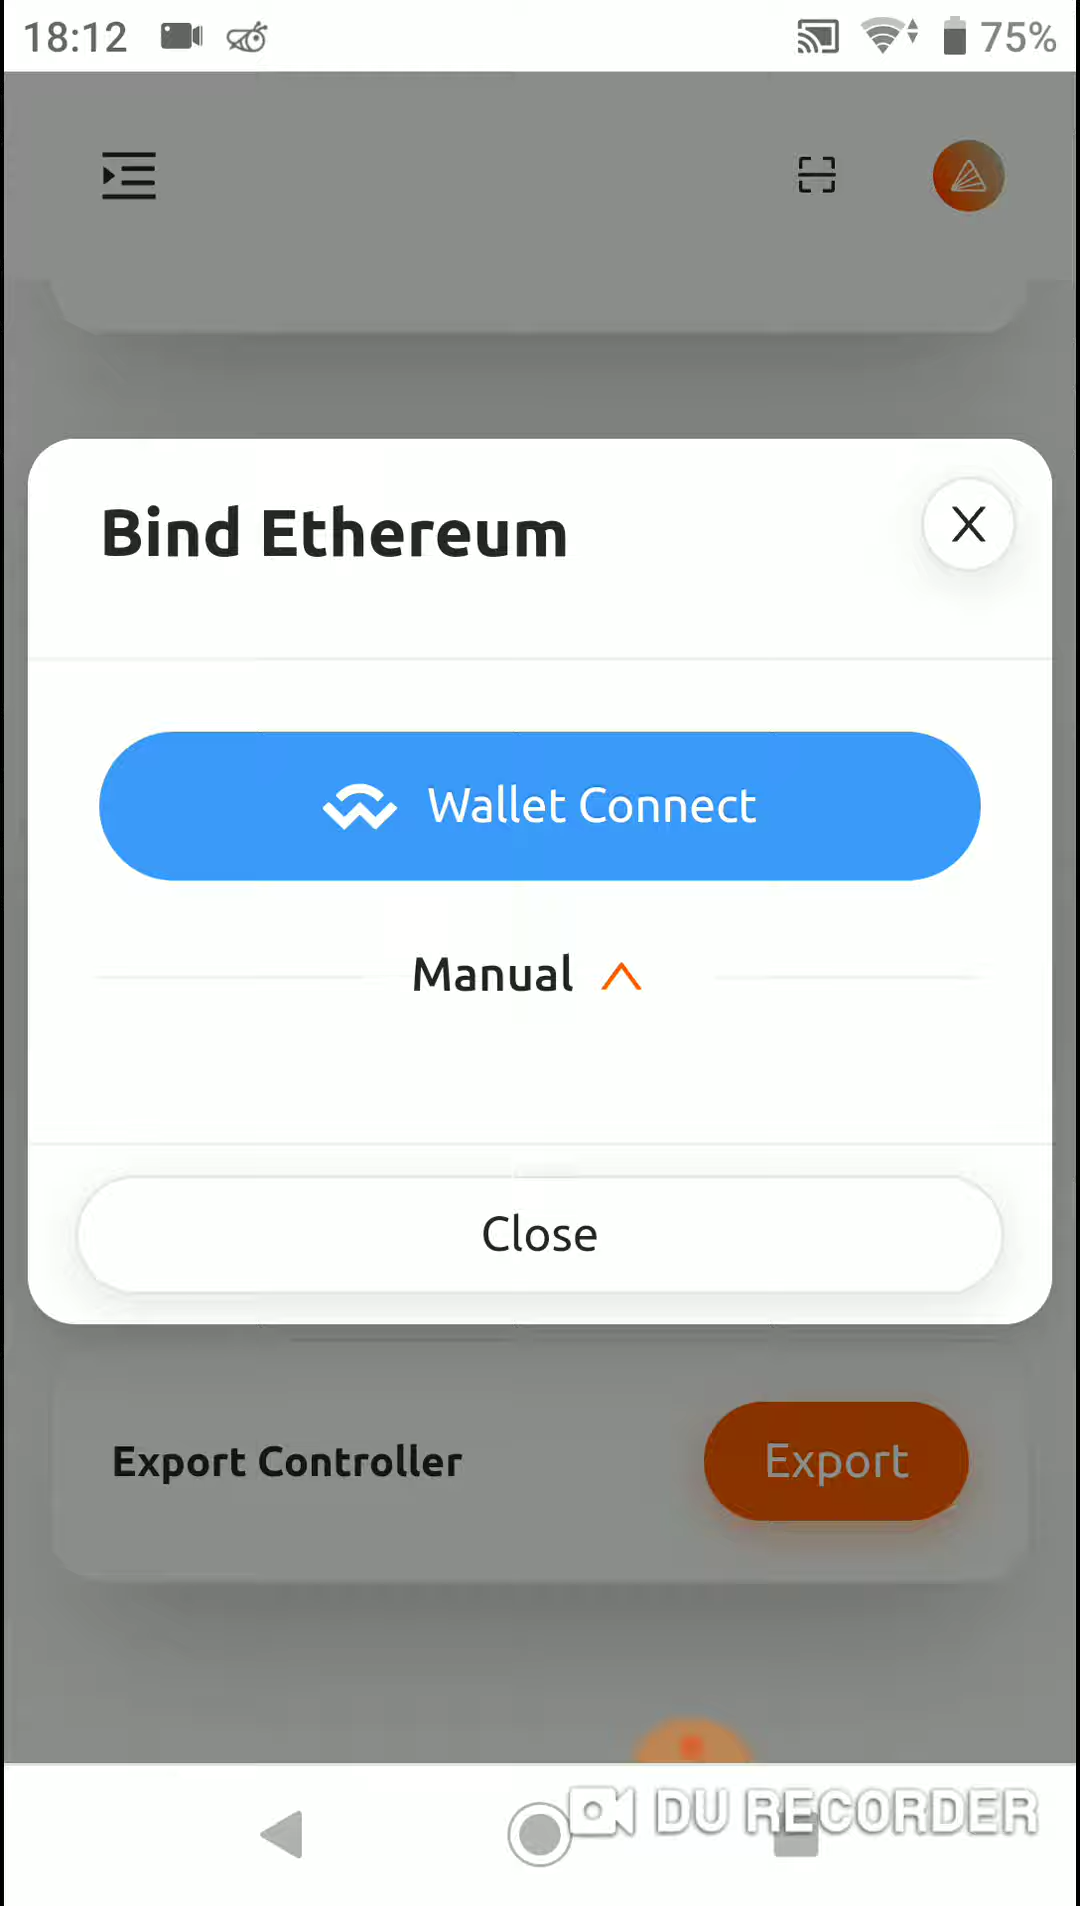 18:12
75%
Bind Ethereum
X
Wallet Connect
Manual
Close
Export Controller
Export
DU RECORDER